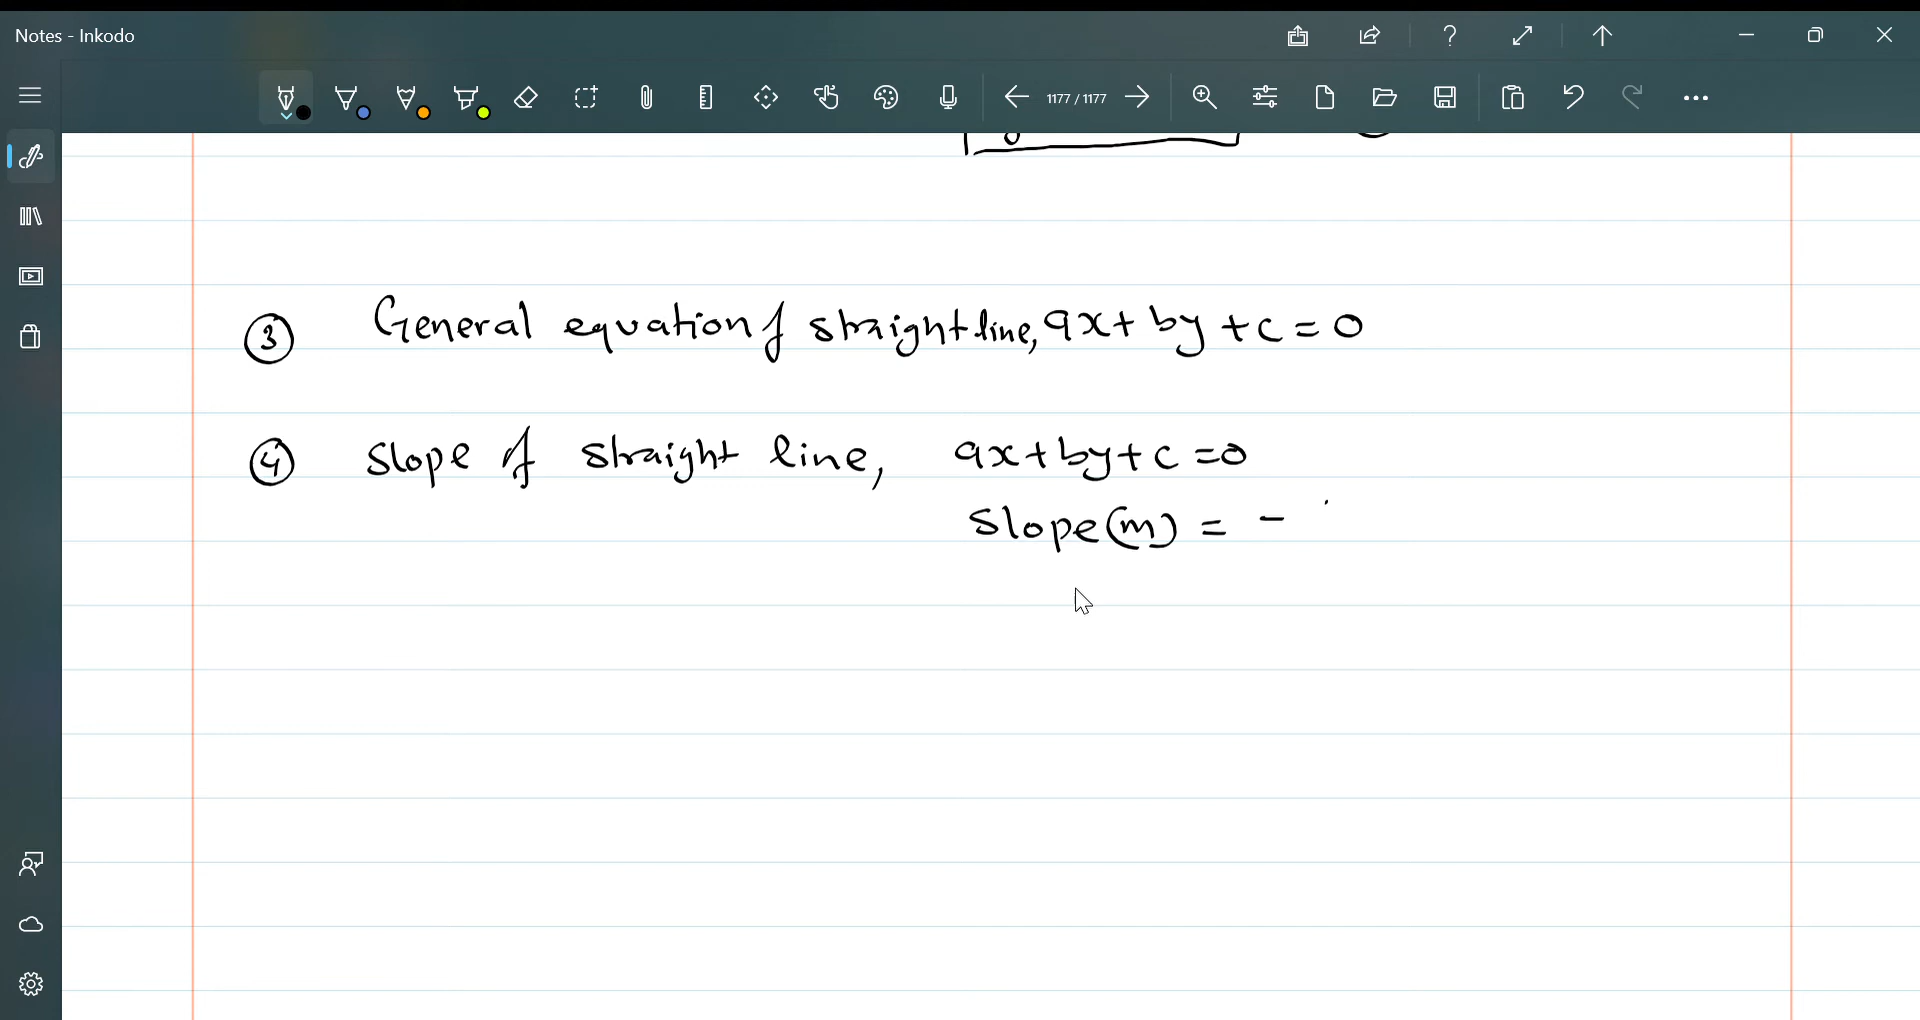 Notes - Inkodo
1177 / 1177
③ General equation of straight line, ax + by + c = 0
④ slope of straight line, ax + by + c = 0
slope(m) = -